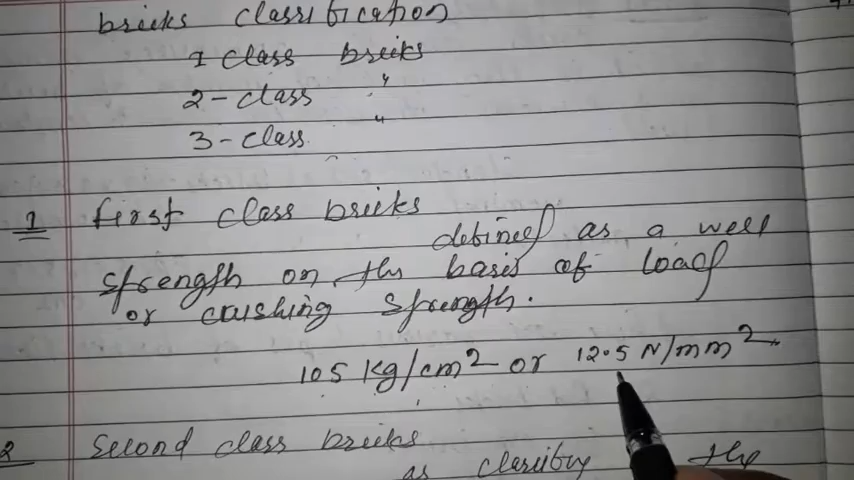 bricks classification
1 class bricks
2 - class "
3 - class "
1 first class bricks
defined as a well
strength on the basis of load
or crushing strength.
105 kg/cm² or 12.5 N/mm²
2 Second class bricks
as the